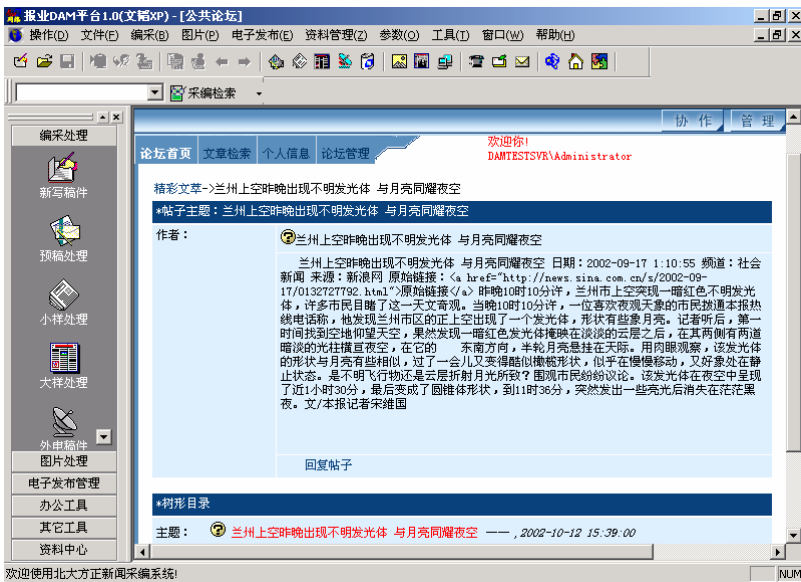 报业DAM平台1.0(文韬XP) - [公共论坛]
操作(D) 文件(F) 编采(B) 图片(P) 电子发布(E) 资料管理(Z) 参数(O) 工具(T) 窗口(W) 帮助(H)
采编检索
编采处理
新写稿件
预稿处理
小样处理
大样处理
外电稿件
图片处理
电子发布管理
办公工具
其它工具
资料中心
协 作 管 理
论坛首页 文章检索 个人信息 论坛管理
欢迎你!
DAMTESTSVR\Administrator
精彩文章->兰州上空昨晚出现不明发光体 与月亮同耀夜空
*帖子主题：兰州上空昨晚出现不明发光体 与月亮同耀夜空
作者：
兰州上空昨晚出现不明发光体 与月亮同耀夜空
兰州上空昨晚出现不明发光体 与月亮同耀夜空 日期：2002-09-17 1:10:55 频道：社会
新闻 来源：新浪网 原始链接：<a href="http://news.sina.com.cn/s/2002-09-
17/0132727792.html">原始链接</a> 昨晚10时10分许，兰州市上空突现一暗红色不明发光
体，许多市民目睹了这一天文奇观。当晚10时10分许，一位喜欢夜观天象的市民拨通本报热
线电话称，他发现兰州市区的正上空出现了一个发光体，形状有些象月亮。记者听后，第一
时间找到空地仰望天空，果然发现一暗红色发光体掩映在淡淡的云层之后，在其两侧有两道
暗淡的光柱横亘夜空，在它的 东南方向，半轮月亮悬挂在天际。用肉眼观察，该发光体
的形状与月亮有些相似，过了一会儿又变得酷似橄榄形状，似乎在慢慢移动，又好象处在静
止状态。是不明飞行物还是云层折射月光所致？围观市民纷纷议论。该发光体在夜空中呈现
了近1小时30分，最后变成了圆锥体形状，到11时36分，突然发出一些亮光后消失在茫茫黑
夜。文/本报记者宋维国
回复帖子
*树形目录
主题： 兰州上空昨晚出现不明发光体 与月亮同耀夜空 —— ,2002-10-12 15:39:00
欢迎使用北大方正新闻采编系统!
NUM